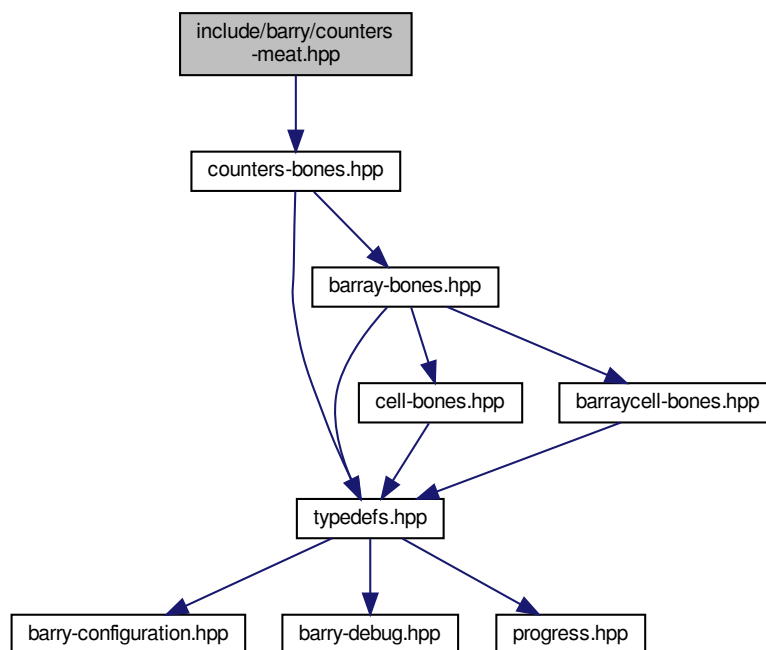 include/barry/counters
-meat.hpp
counters-bones.hpp
barray-bones.hpp
cell-bones.hpp
barraycell-bones.hpp
typedefs.hpp
barry-configuration.hpp
barry-debug.hpp
progress.hpp